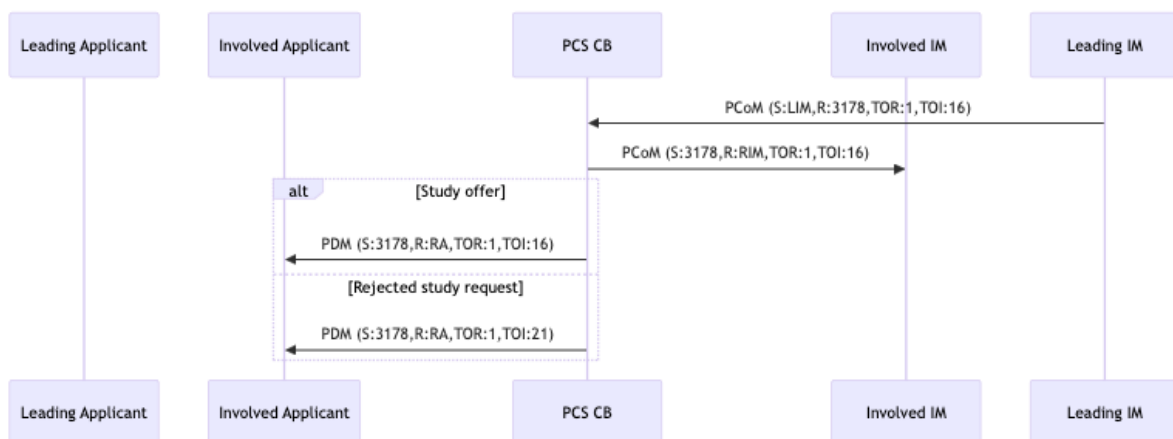 Leading Applicant
Involved Applicant
PCS CB
Involved IM
Leading IM
PCoM (S:LIM,R:3178,TOR:1,TOI:16)
PCoM (S:3178,R:RIM,TOR:1,TOI:16)
alt
[Study offer]
PDM (S:3178,R:RA,TOR:1,TOI:16)
[Rejected study request]
PDM (S:3178,R:RA,TOR:1,TOI:21)
Leading Applicant
Involved Applicant
PCS CB
Involved IM
Leading IM